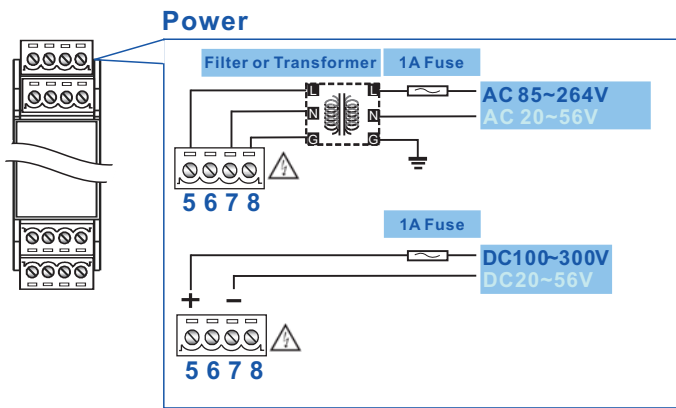 Power
Filter or Transformer 1A Fuse
L L
AC 85~264V
N N
AC 20~56V
G G
5 6 7 8
1A Fuse
DC100~300V
DC20~56V
+ −
5 6 7 8